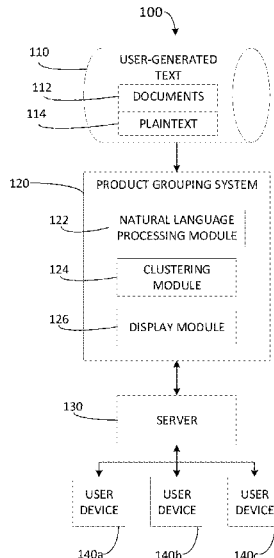 100
110
USER-GENERATED
TEXT
112
DOCUMENTS
114
PLAINTEXT
120
PRODUCT GROUPING SYSTEM
122
NATURAL LANGUAGE
PROCESSING MODULE
124
CLUSTERING
MODULE
126
DISPLAY MODULE
130
SERVER
USER
DEVICE
USER
DEVICE
USER
DEVICE
140a
140b
140c